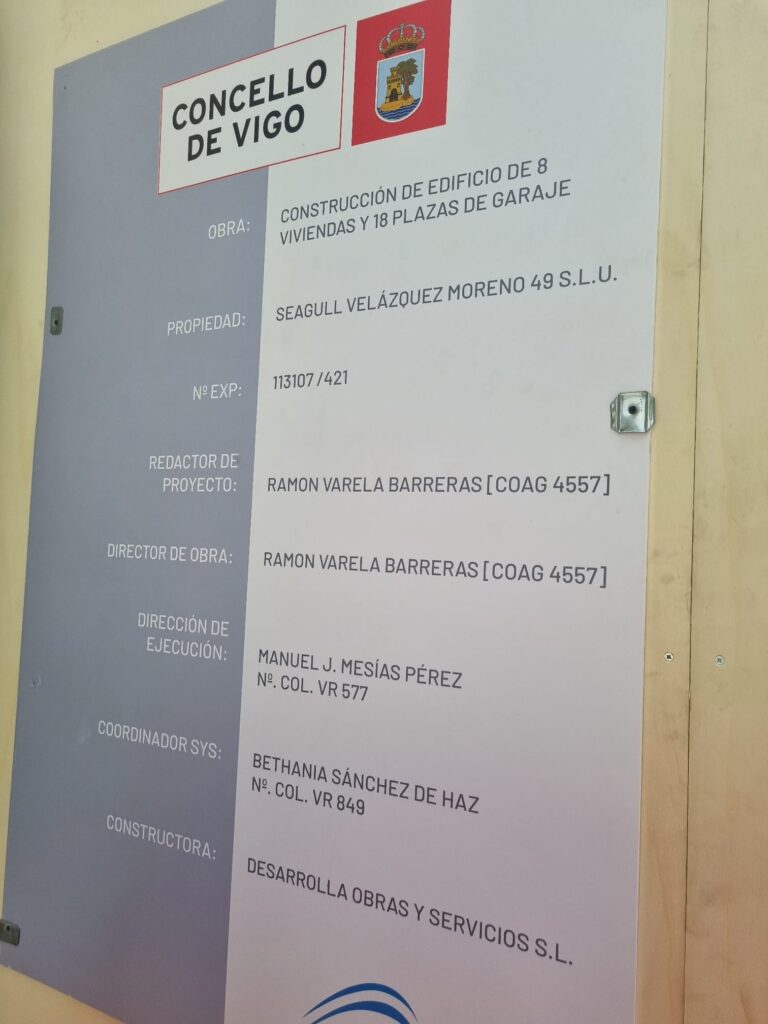 CONCELLO
DE VIGO
OBRA:
CONSTRUCCIÓN DE EDIFICIO DE 8
VIVIENDAS Y 18 PLAZAS DE GARAJE
PROPIEDAD:
SEAGULL VELÁZQUEZ MORENO 49 S.L.U.
Nº EXP:
113107 /421
REDACTOR DE
PROYECTO:
RAMON VARELA BARRERAS [COAG 4557]
DIRECTOR DE OBRA:
RAMON VARELA BARRERAS [COAG 4557]
DIRECCIÓN DE
EJECUCIÓN:
MANUEL J. MESÍAS PÉREZ
Nº. COL. VR 577
COORDINADOR SYS:
BETHANIA SÁNCHEZ DE HAZ
Nº. COL. VR 849
CONSTRUCTORA:
DESARROLLA OBRAS Y SERVICIOS S.L.